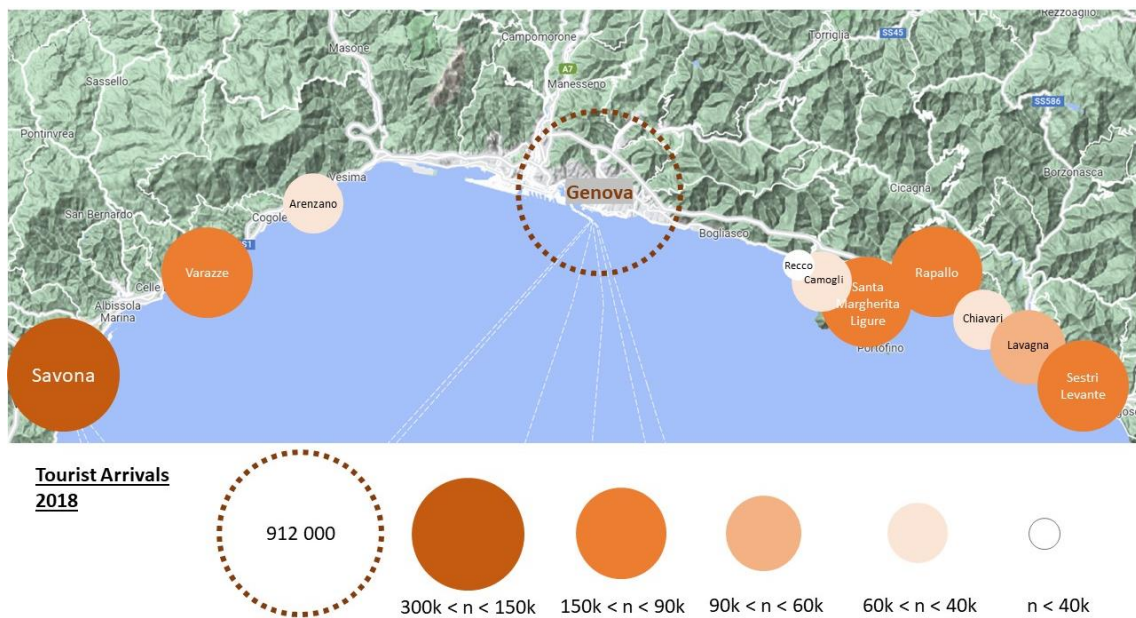 Rezzoaglio
Torriglia
SS45
Campomorone
Masone
A7
Manesseno
Sassello
SS586
Pontinvrea
Genova
Borzonasca
Vesima
Cicagna
Arenzano
San Bernardo
Cogole
S1
Bogliasco
Recco
Camogli
Rapallo
Varazze
Celle
Santa
Margherita
Ligure
Albissola
Marina
Chiavari
Portofino
Lavagna
Savona
Sestri
Levante
Tourist Arrivals
2018
912 000
300k < n < 150k
150k < n < 90k
90k < n < 60k
60k < n < 40k
n < 40k